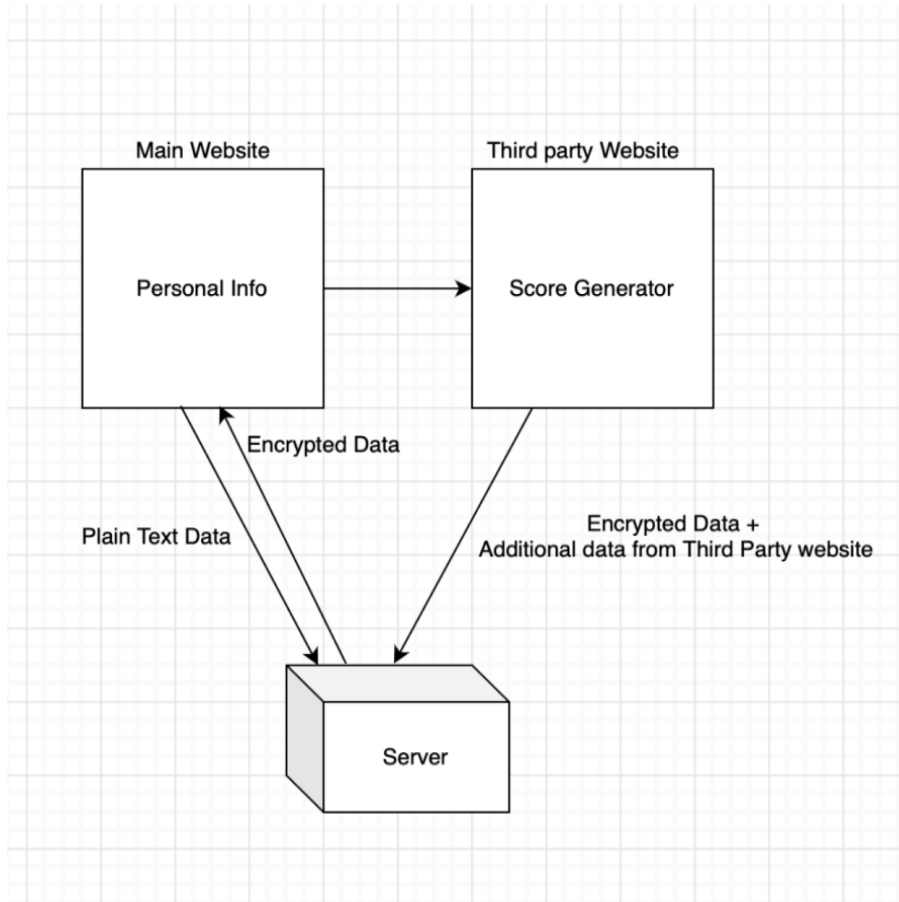 Main Website
Third party Website
Personal Info
Score Generator
Encrypted Data
Plain Text Data
Encrypted Data +
Additional data from Third Party website
Server